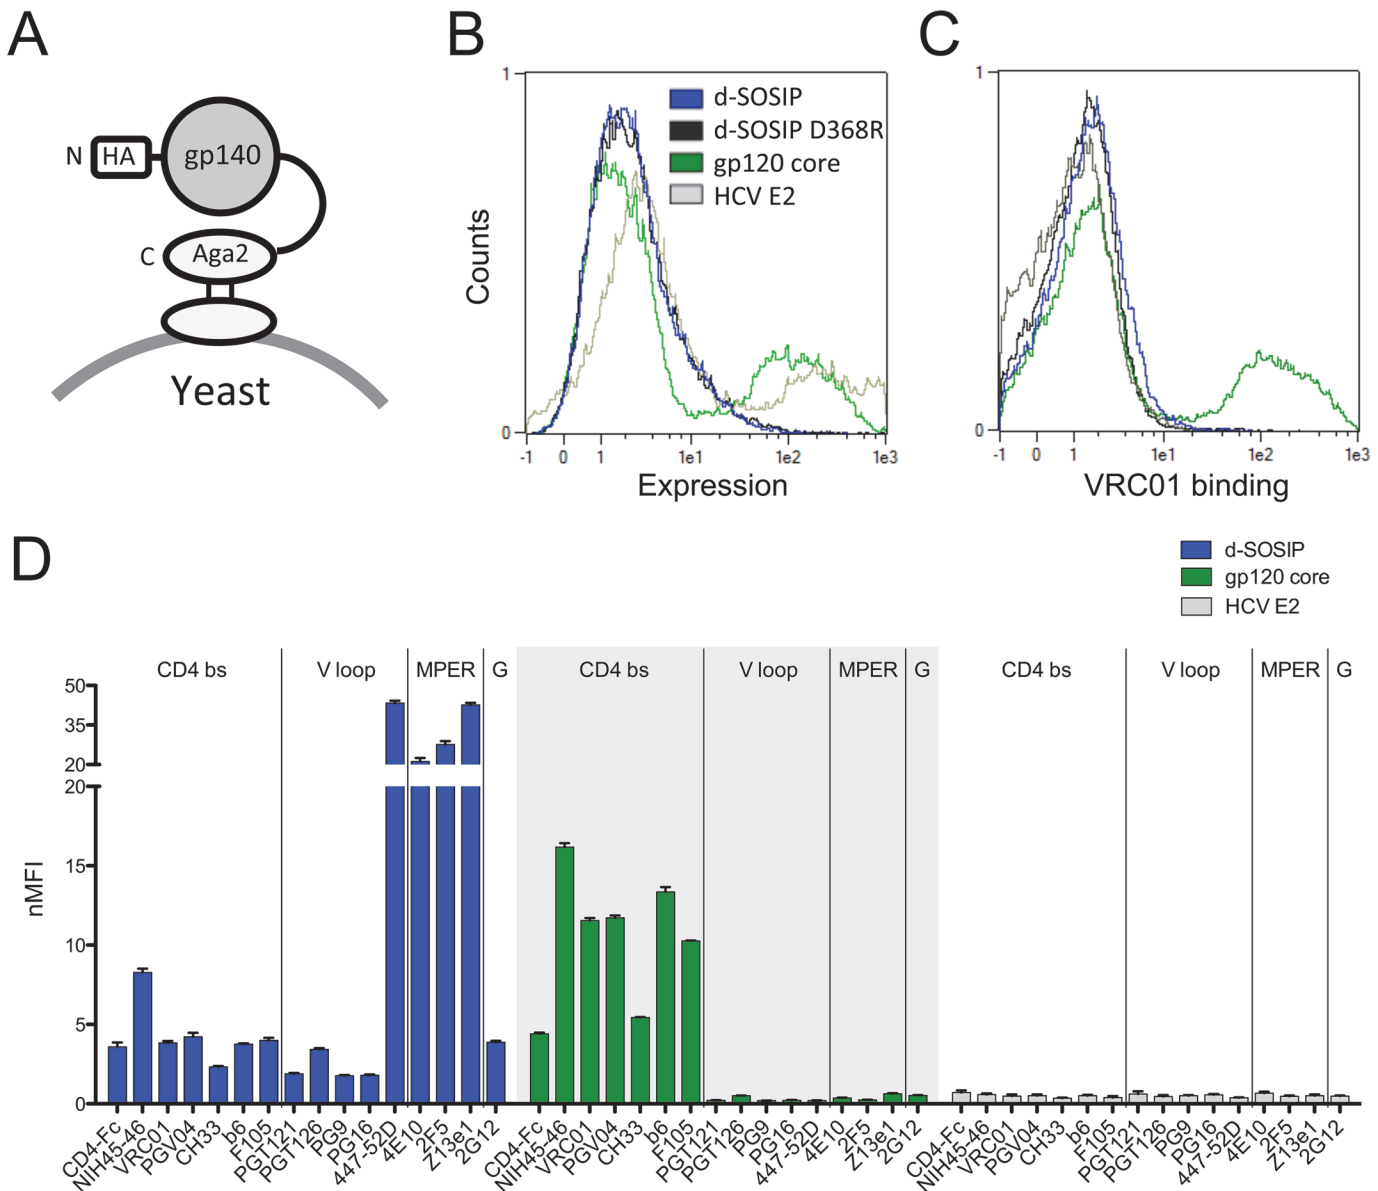 A
N
HA
gp140
C
Aga2
Yeast
B
1
0
Counts
-1 0 1 1e1 1e2 1e3
Expression
d-SOSIP
d-SOSIP D368R
gp120 core
HCV E2
C
1
0
-1 0 1 1e1 1e2 1e3
VRC01 binding
D
d-SOSIP
gp120 core
HCV E2
CD4 bs V loop MPER G CD4 bs V loop MPER G CD4 bs V loop MPER G
50
35
20
20
15
10
5
0
nMFI
CD4-Fc NIH45-46 VRC01 PGV04 CH33 b6 F105 PGT121 PGT126 PG9 PG16 447-52D 4E10 2F5 Z13e1 2G12 CD4-Fc NIH45-46 VRC01 PGV04 CH33 b6 F105 PGT121 PGT126 PG9 PG16 447-52D 4E10 2F5 Z13e1 2G12 CD4-Fc NIH45-46 VRC01 PGV04 CH33 b6 F105 PGT121 PGT126 PG9 PG16 447-52D 4E10 2F5 Z13e1 2G12